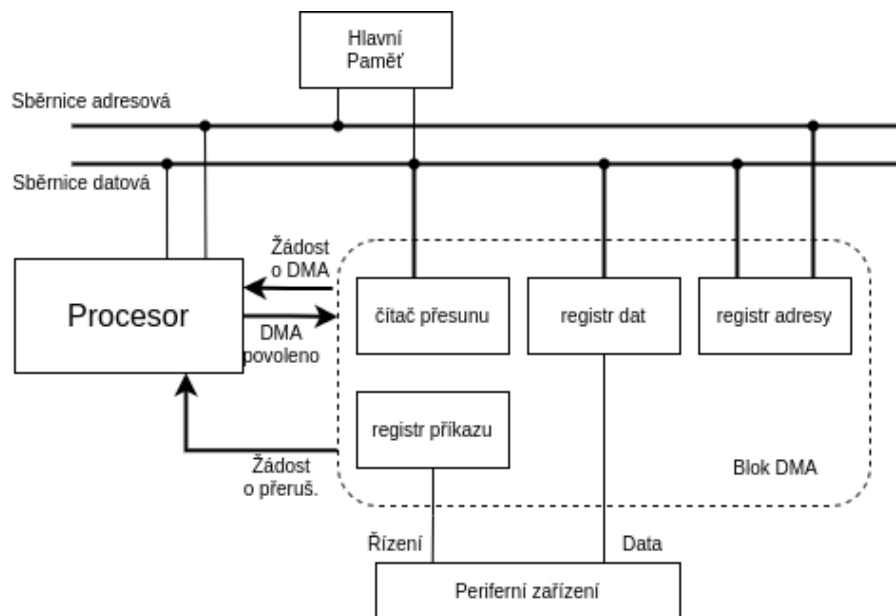 Hlavní
Paměť
Sběrnice adresová
Sběrnice datová
Žádost
o DMA
Procesor
DMA
povoleno
čítač přesunu
registr dat
registr adresy
registr příkazu
Žádost
o přeruš.
Blok DMA
Řízení
Data
Periferní zařízení